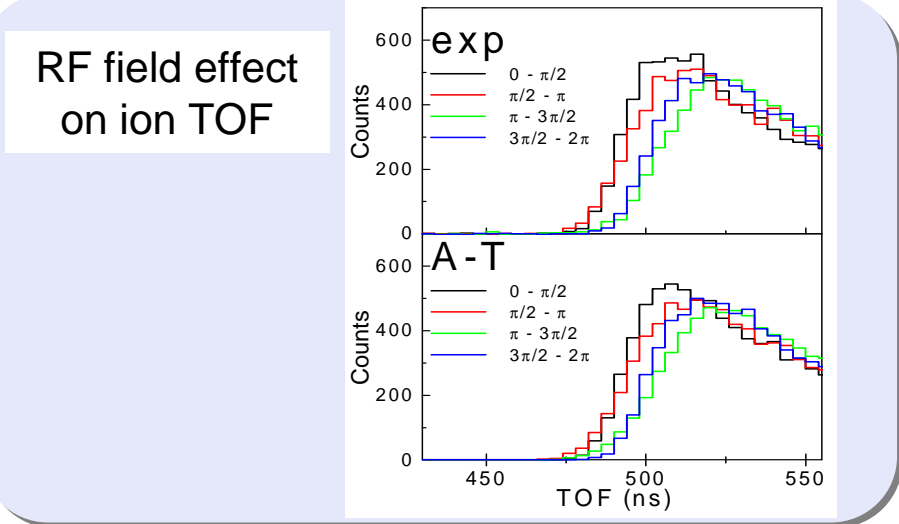 RF field effect
on ion TOF
exp
0 - π/2
π/2 - π
π - 3π/2
3π/2 - 2π
Counts
600
400
200
0
A-T
0 - π/2
π/2 - π
π - 3π/2
3π/2 - 2π
Counts
600
400
200
0
450
500
550
TOF (ns)